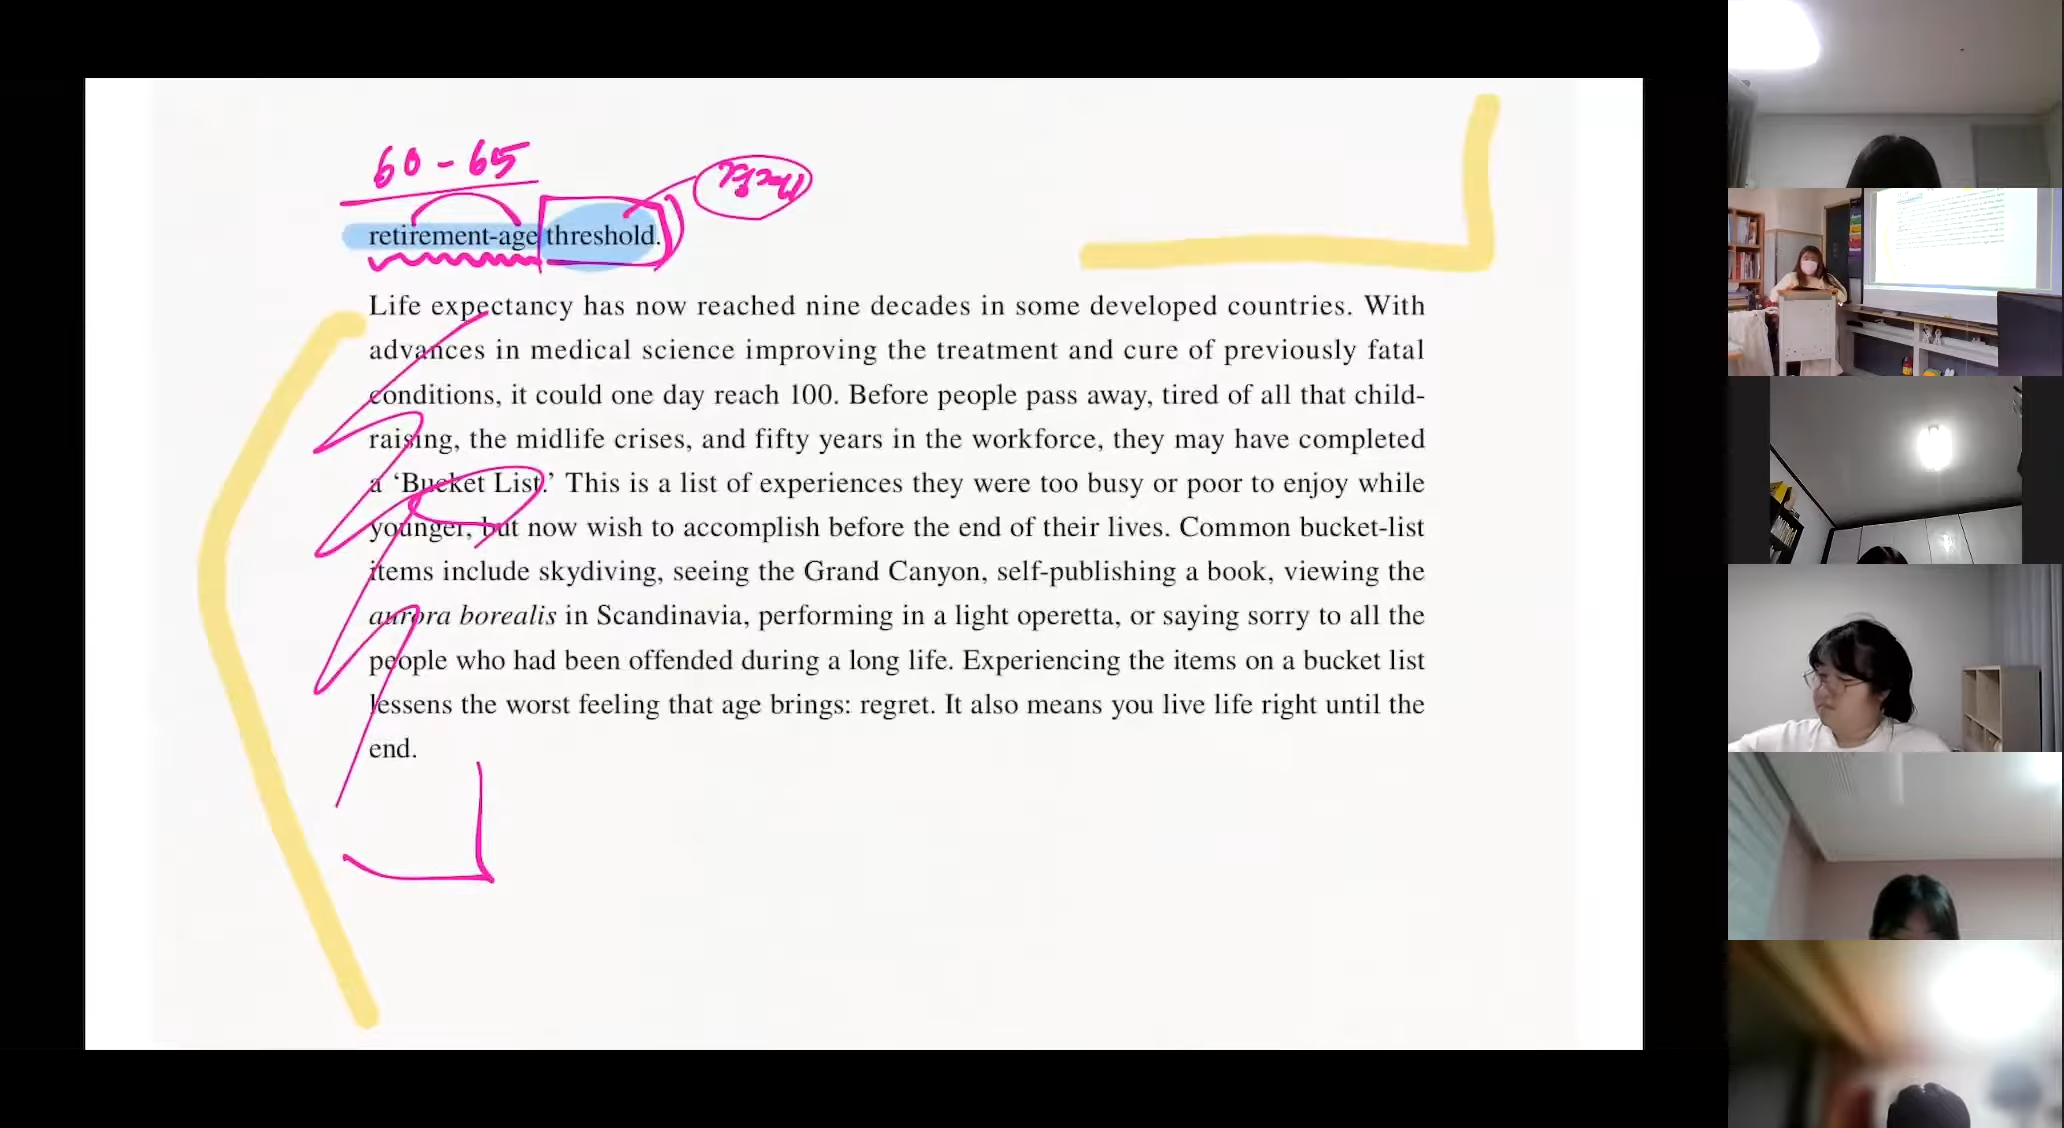 60-65
retirement-age threshold.
Life expectancy has now reached nine decades in some developed countries. With
advances in medical science improving the treatment and cure of previously fatal
conditions, it could one day reach 100. Before people pass away, tired of all that child-
raising, the midlife crises, and fifty years in the workforce, they may have completed
a ‘Bucket List.’ This is a list of experiences they were too busy or poor to enjoy while
younger, but now wish to accomplish before the end of their lives. Common bucket-list
items include skydiving, seeing the Grand Canyon, self-publishing a book, viewing the
aurora borealis in Scandinavia, performing in a light operetta, or saying sorry to all the
people who had been offended during a long life. Experiencing the items on a bucket list
lessens the worst feeling that age brings: regret. It also means you live life right until the
end.